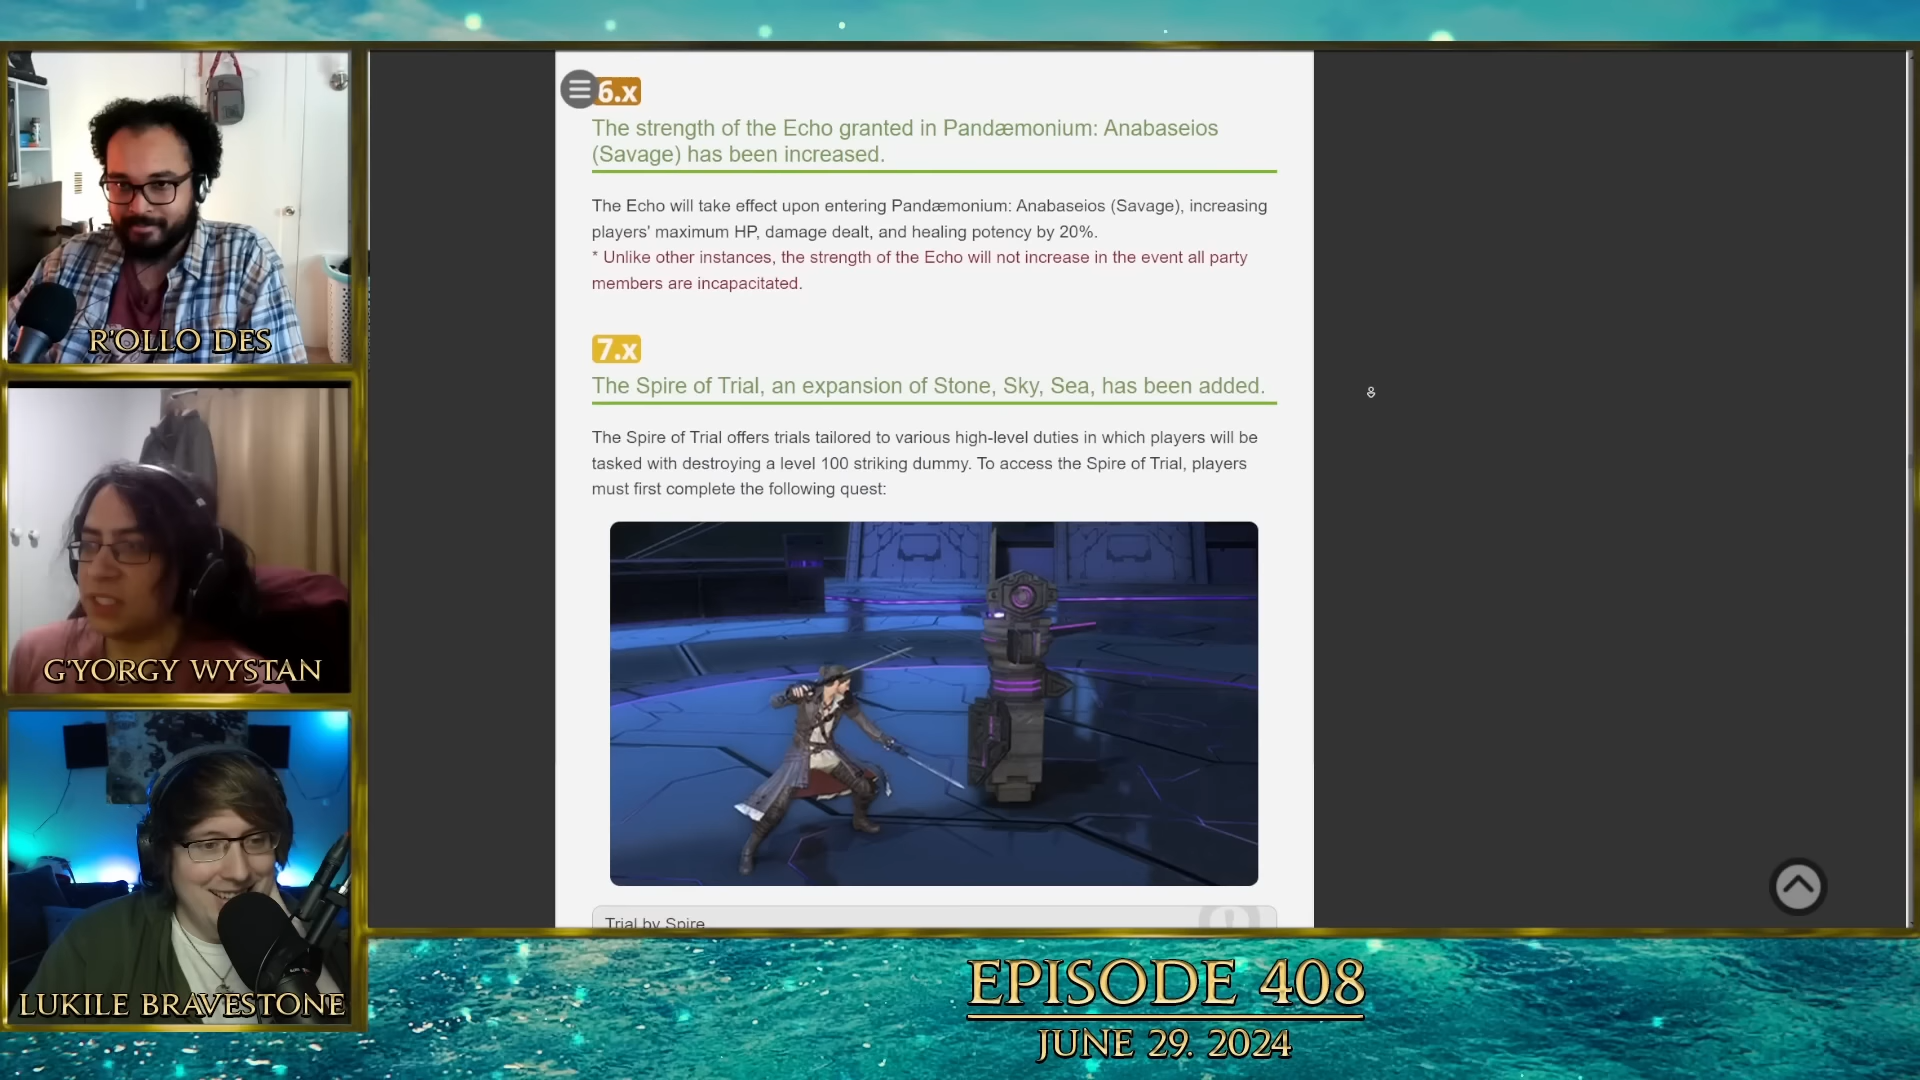 6.x
The strength of the Echo granted in Pandæmonium: Anabaseios
(Savage) has been increased.
The Echo will take effect upon entering Pandæmonium: Anabaseios (Savage), increasing
players' maximum HP, damage dealt, and healing potency by 20%.
* Unlike other instances, the strength of the Echo will not increase in the event all party
members are incapacitated.
7.x
The Spire of Trial, an expansion of Stone, Sky, Sea, has been added.
The Spire of Trial offers trials tailored to various high-level duties in which players will be
tasked with destroying a level 100 striking dummy. To access the Spire of Trial, players
must first complete the following quest:
Trial by Spire
R'OLLO DES
G'YORGY WYSTAN
LUKILE BRAVESTONE
EPISODE 408
JUNE 29. 2024